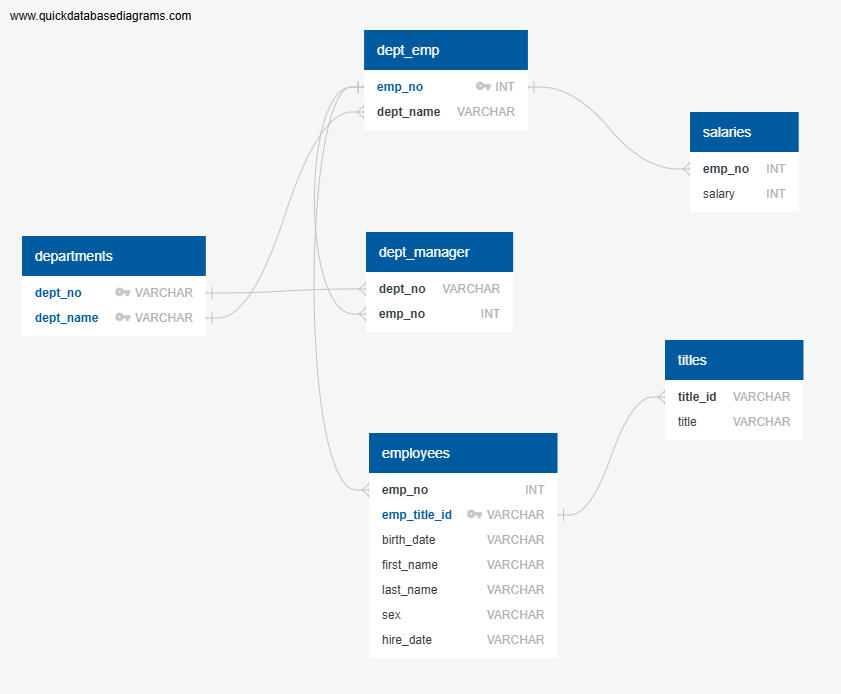 www.quickdatabasediagrams.com
dept_emp
emp_no INT
dept_name VARCHAR
salaries
emp_no INT
salary INT
departments
dept_no VARCHAR
dept_name VARCHAR
dept_manager
dept_no VARCHAR
emp_no INT
titles
title_id VARCHAR
title VARCHAR
employees
emp_no INT
emp_title_id VARCHAR
birth_date VARCHAR
first_name VARCHAR
last_name VARCHAR
sex VARCHAR
hire_date VARCHAR